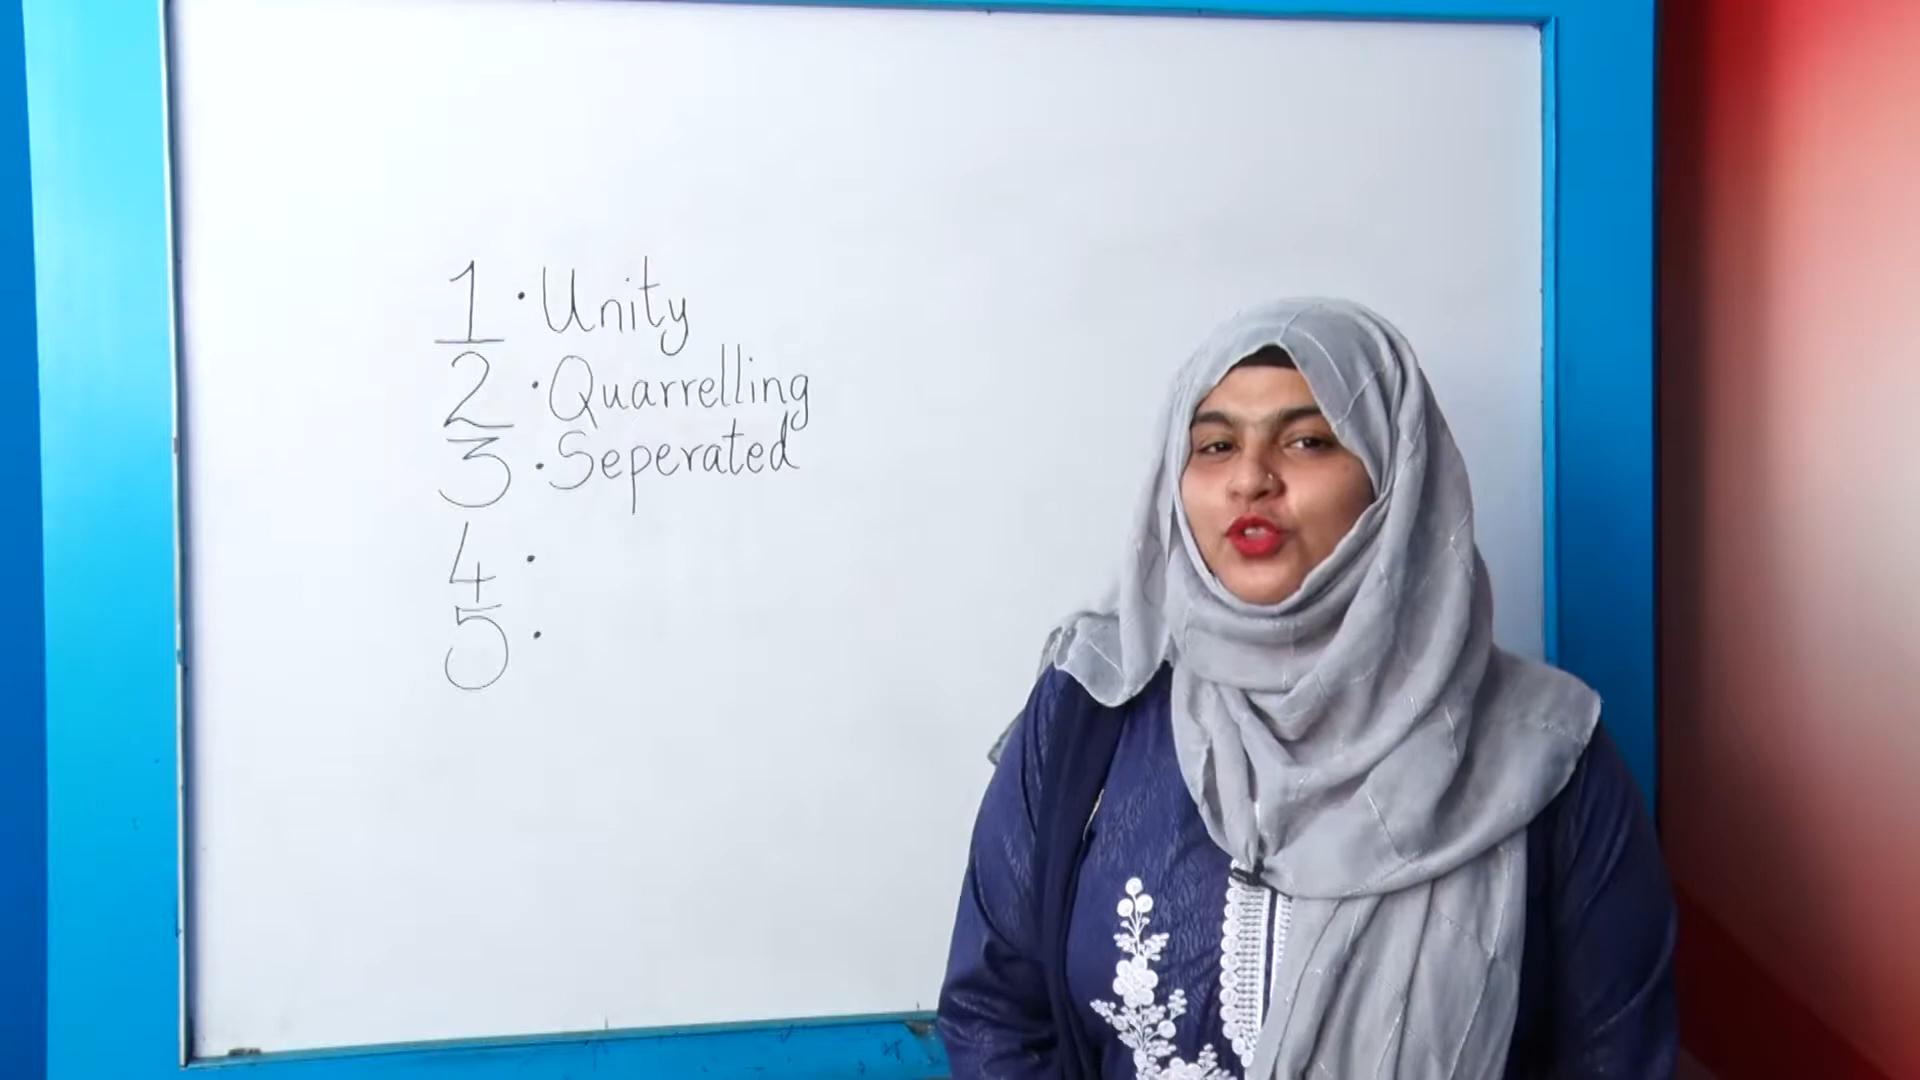 1 · Unity
2 · Quarrelling
3 · Seperated
4 ·
5 ·